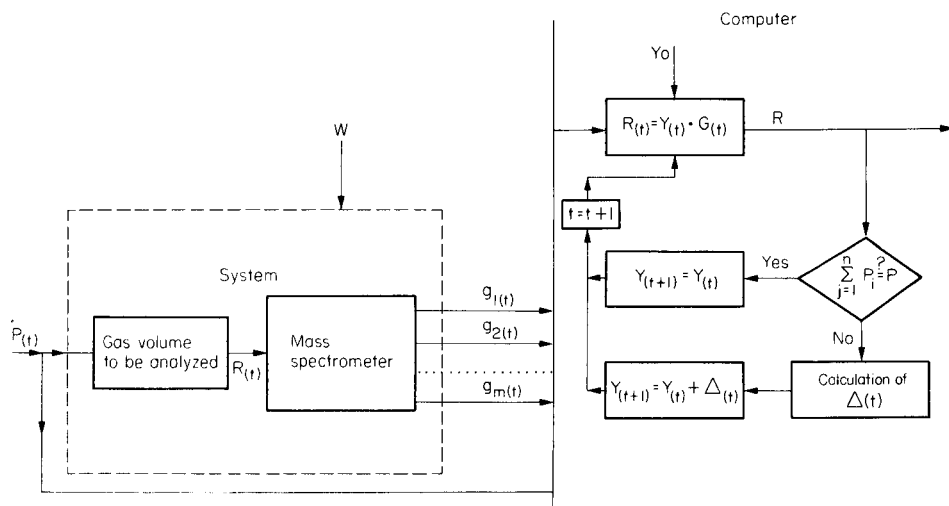 Computer
Yo
R(t) = Y(t) · G(t)
R
W
t = t + 1
System
Yes
Y(t+1) = Y(t)
n
∑ Pi ?= P
j=1
g1(t)
P(t)
Gas volume
to be analyzed
R(t)
Mass
spectrometer
g2(t)
No
..........
gm(t)
Y(t+1) = Y(t) + Δ(t)
Calculation of
Δ(t)